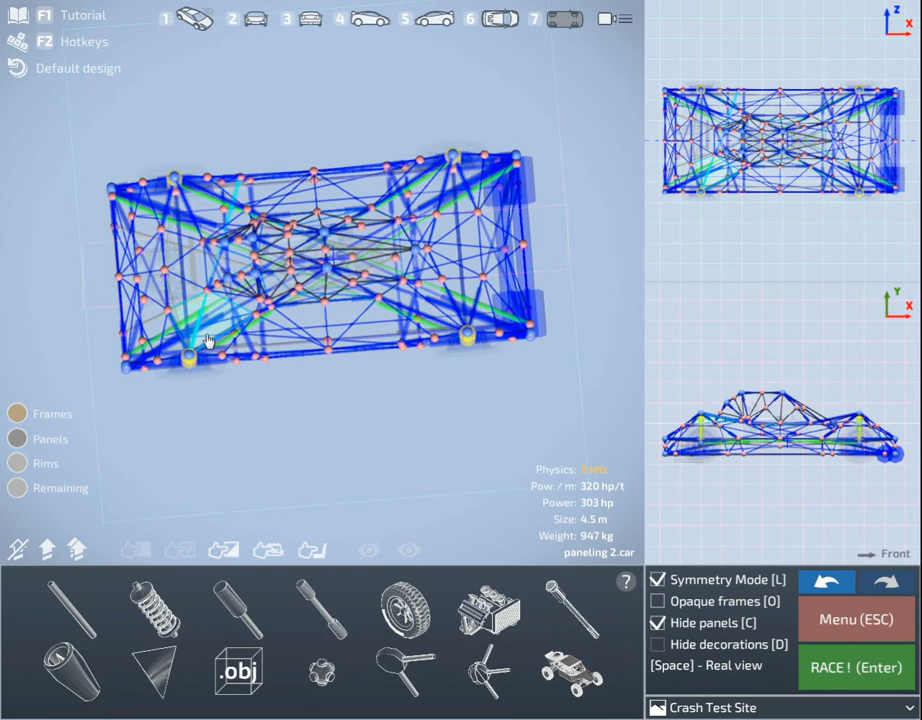 F1 Tutorial
1 2 3 4 5 6 7
F2 Hotkeys
Default design
Z
X
Y
X
Frames
Panels
Rims
Remaining
Physics: 2 kHz
Pow. / m: 320 hp/t
Power: 303 hp
Size: 4.5 m
Weight: 947 kg
paneling 2.car
Front
?
.obj
Symmetry Mode [L]
Opaque frames [O]
Hide panels [C]
Hide decorations [D]
[Space] - Real view
Menu (ESC)
RACE! (Enter)
Crash Test Site